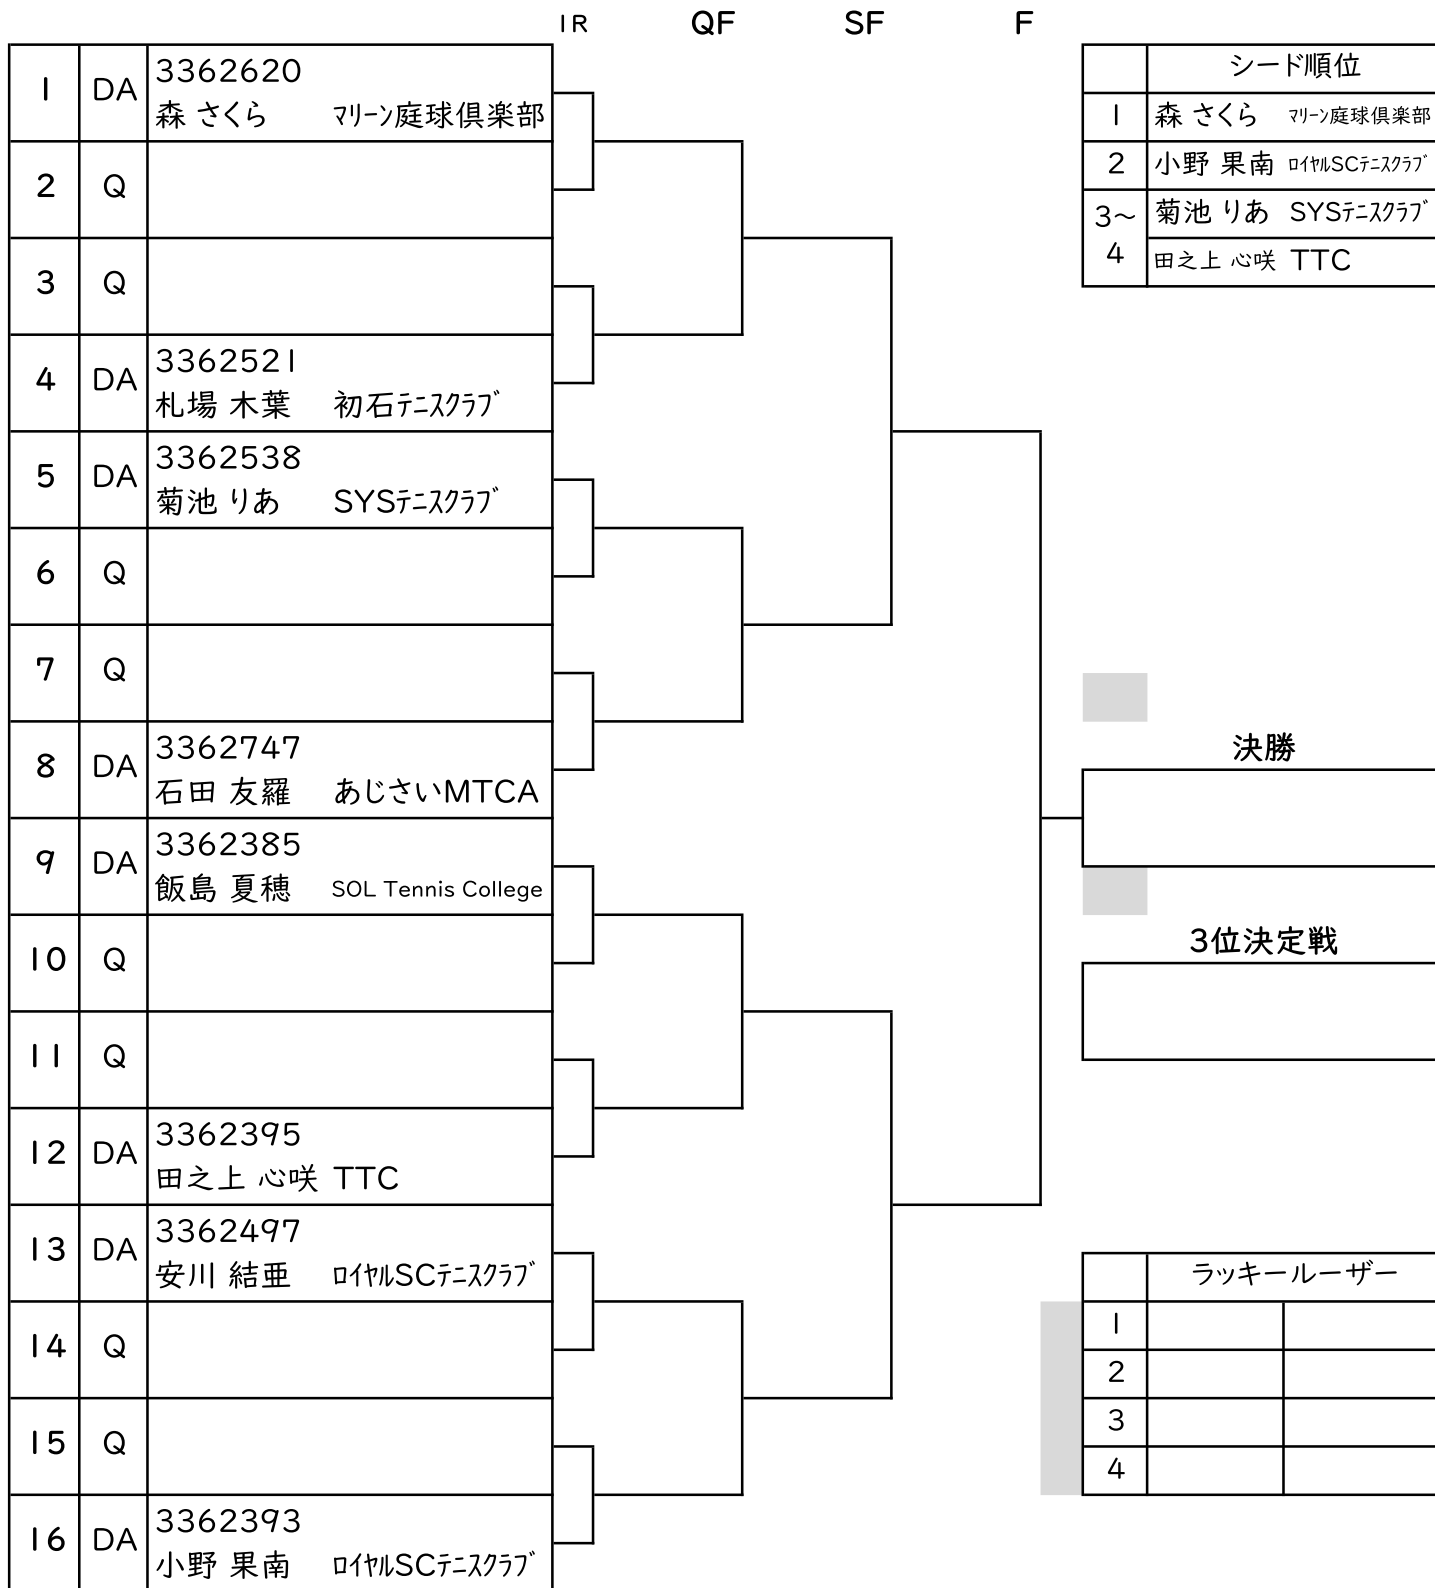 1R QF SF F
1 DA 3362620
森 さくら ﾏﾘｰﾝ庭球倶楽部
2 Q
3 Q
4 DA 3362521
札場 木葉 初石ﾃﾆｽｸﾗﾌﾞ
5 DA 3362538
菊池 りあ SYSﾃﾆｽｸﾗﾌﾞ
6 Q
7 Q
8 DA 3362747
石田 友羅 あじさいMTCA
9 DA 3362385
飯島 夏穂 SOL Tennis College
10 Q
11 Q
12 DA 3362395
田之上 心咲 TTC
13 DA 3362497
安川 結亜 ﾛｲﾔﾙSCﾃﾆｽｸﾗﾌﾞ
14 Q
15 Q
16 DA 3362393
小野 果南 ﾛｲﾔﾙSCﾃﾆｽｸﾗﾌﾞ
シード順位
1 森 さくら ﾏﾘｰﾝ庭球倶楽部
2 小野 果南 ﾛｲﾔﾙSCﾃﾆｽｸﾗﾌﾞ
3～
4
菊池 りあ SYSﾃﾆｽｸﾗﾌﾞ
田之上 心咲 TTC
決勝
3位決定戦
ラッキールーザー
1
2
3
4